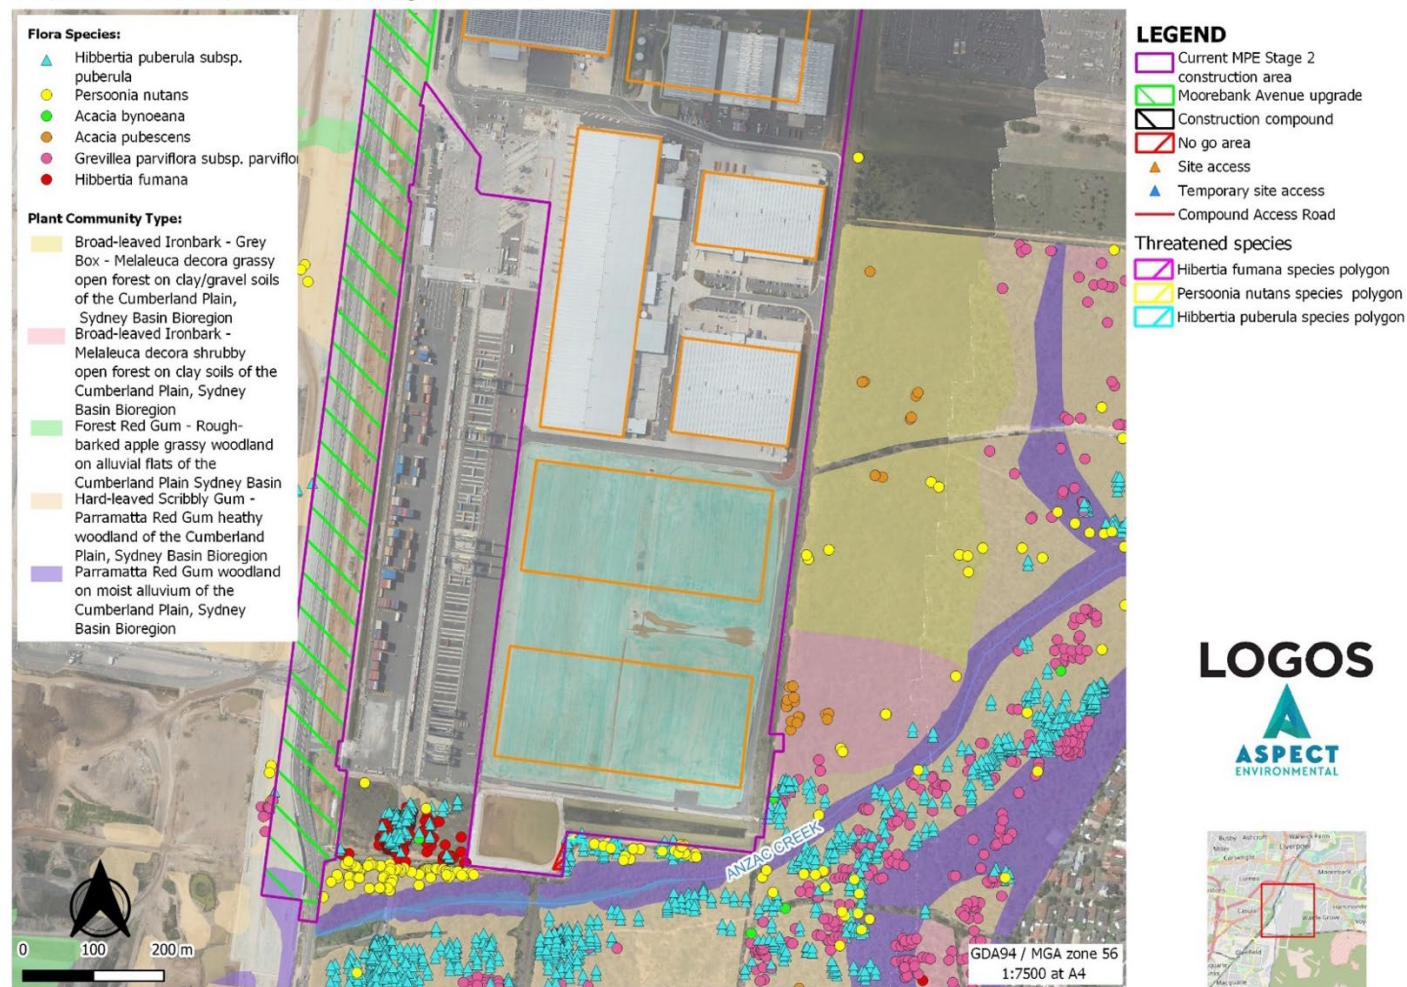 Flora Species:
Hibbertia puberula subsp.
puberula
Persoonia nutans
Acacia bynoeana
Acacia pubescens
Grevillea parviflora subsp. parviflor
Hibbertia fumana
Plant Community Type:
Broad-leaved Ironbark - Grey
Box - Melaleuca decora grassy
open forest on clay/gravel soils
of the Cumberland Plain,
Sydney Basin Bioregion
Broad-leaved Ironbark -
Melaleuca decora shrubby
open forest on clay soils of the
Cumberland Plain, Sydney
Basin Bioregion
Forest Red Gum - Rough-
barked apple grassy woodland
on alluvial flats of the
Cumberland Plain Sydney Basin
Hard-leaved Scribbly Gum -
Parramatta Red Gum heathy
woodland of the Cumberland
Plain, Sydney Basin Bioregion
Parramatta Red Gum woodland
on moist alluvium of the
Cumberland Plain, Sydney
Basin Bioregion
0 100 200 m
ANZAC CREEK
GDA94 / MGA zone 56
1:7500 at A4
LEGEND
Current MPE Stage 2
construction area
Moorebank Avenue upgrade
Construction compound
No go area
Site access
Temporary site access
Compound Access Road
Threatened species
Hibertia fumana species polygon
Persoonia nutans species polygon
Hibbertia puberula species polygon
LOGOS
ASPECT
ENVIRONMENTAL
Liverpool
Moorebank
Casula